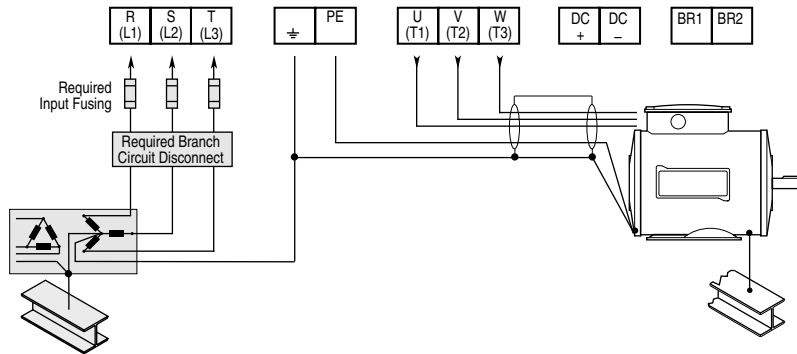 R S T
(L1) (L2) (L3)
PE
U V W
(T1) (T2) (T3)
DC DC
+ –
BR1 BR2
Required
Input Fusing
Required Branch
Circuit Disconnect